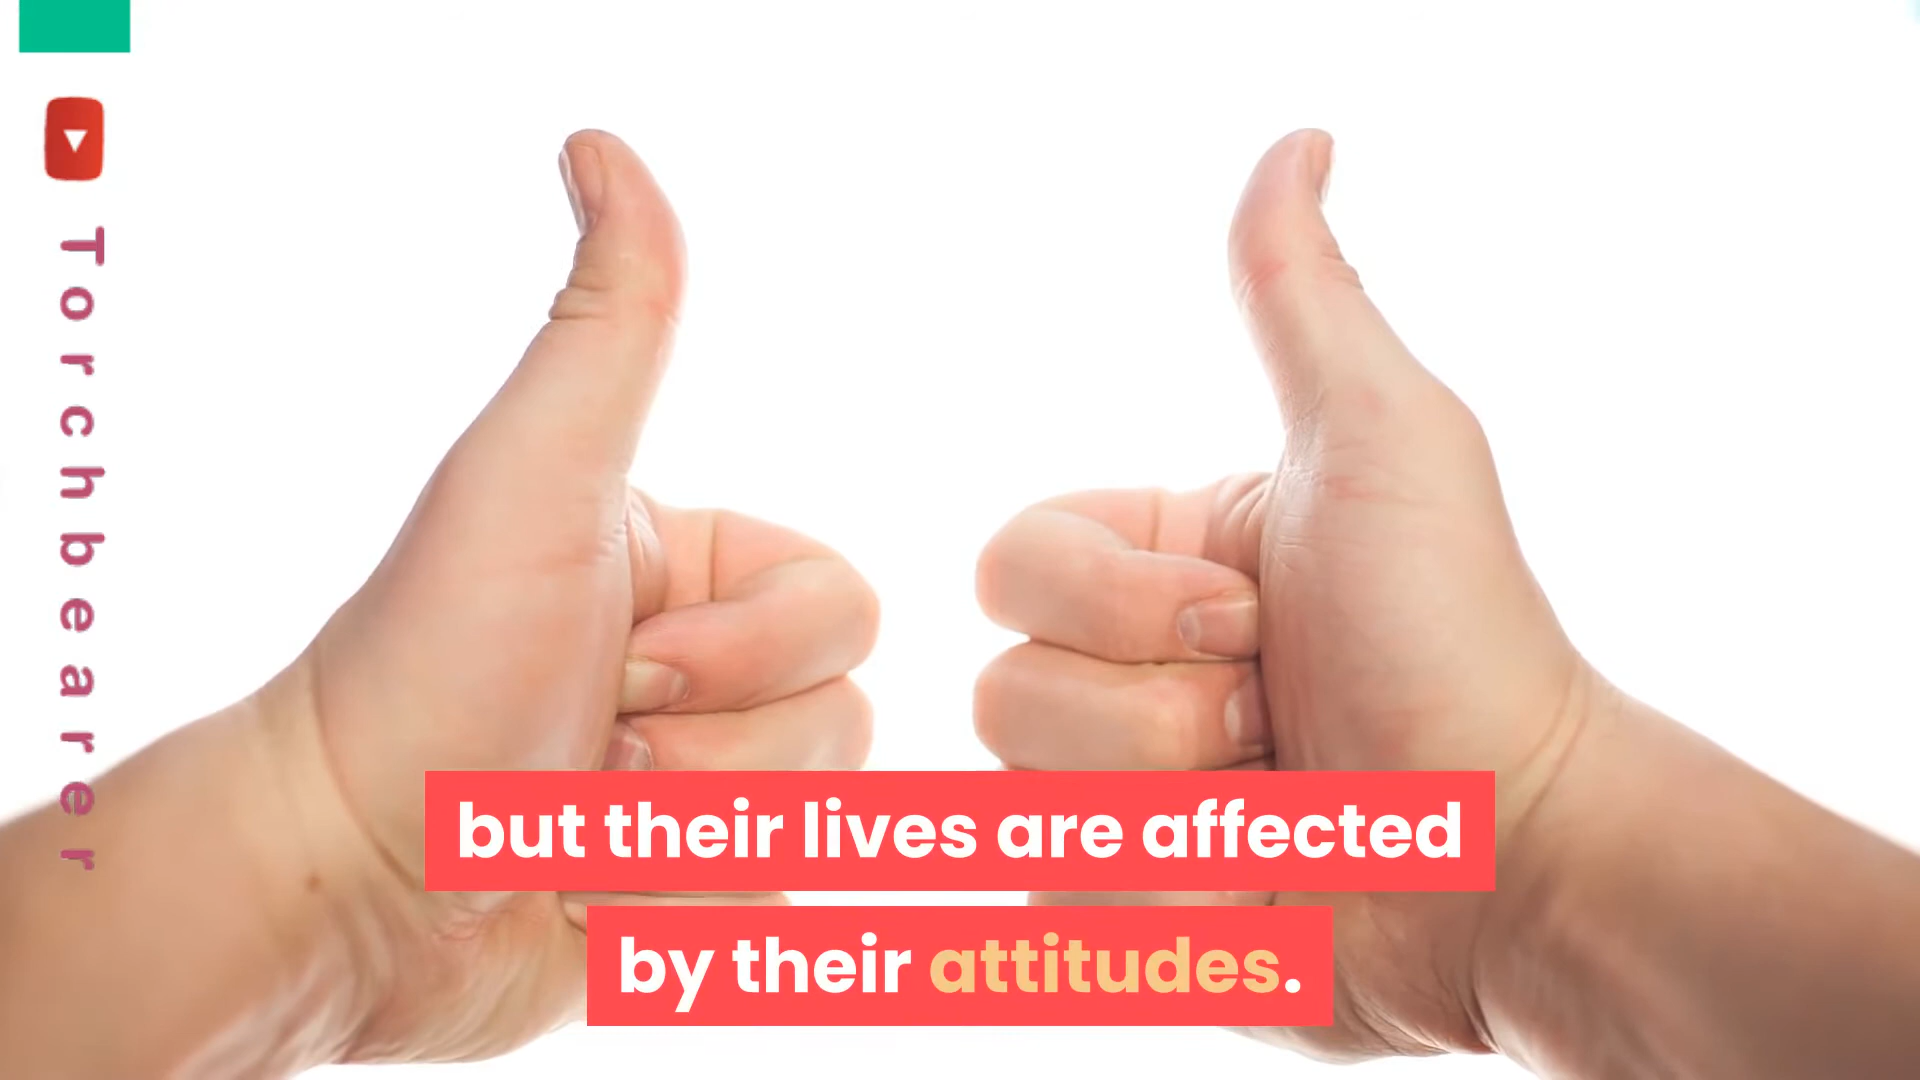 Torchbearer
but their lives are affected
by their attitudes.